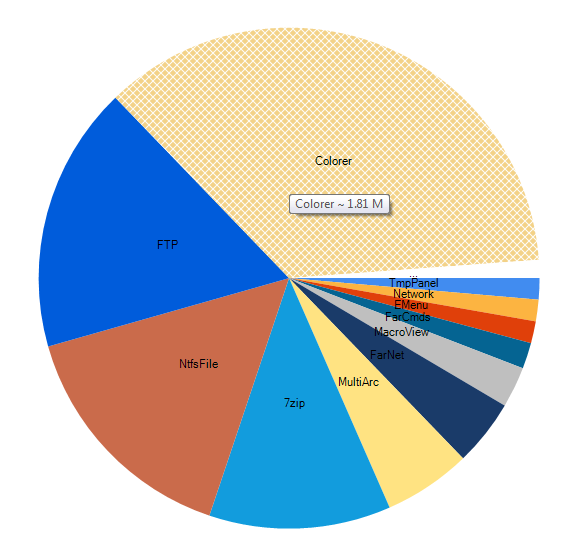 Colorer
Colorer ~ 1.81 M
FTP
...
TmpPanel
Network
EMenu
FarCmds
MacroView
FarNet
NtfsFile
MultiArc
7zip